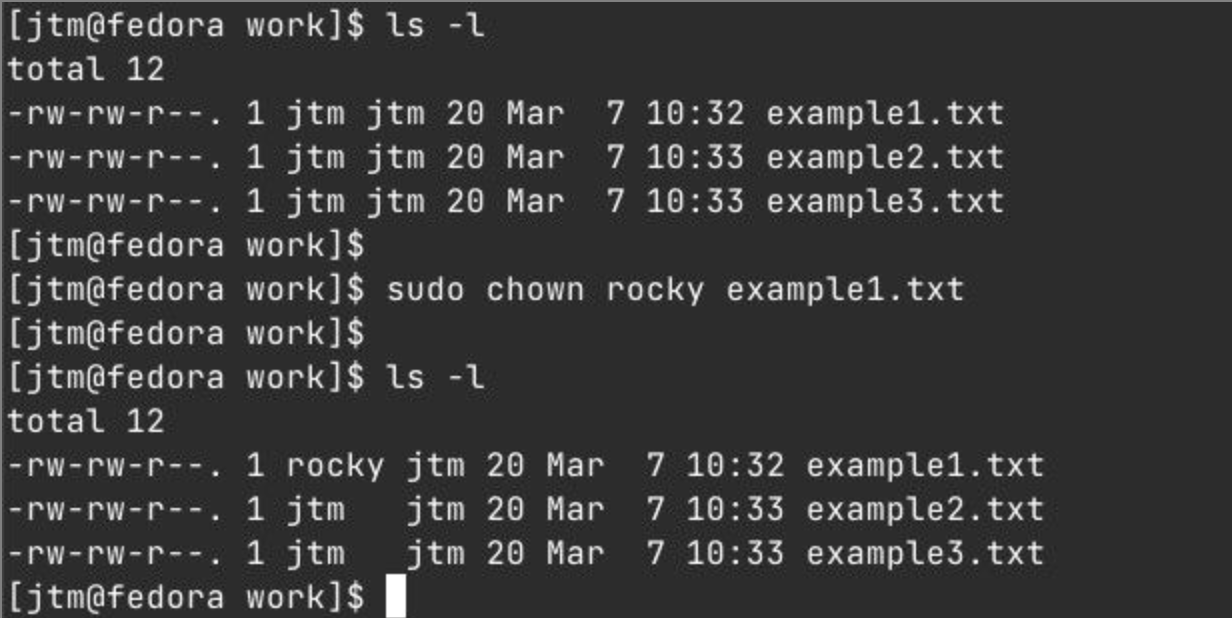 [jtm@fedora work]$ ls -l
total 12
-rw-rw-r--. 1 jtm jtm 20 Mar  7 10:32 example1.txt
-rw-rw-r--. 1 jtm jtm 20 Mar  7 10:33 example2.txt
-rw-rw-r--. 1 jtm jtm 20 Mar  7 10:33 example3.txt
[jtm@fedora work]$
[jtm@fedora work]$ sudo chown rocky example1.txt
[jtm@fedora work]$
[jtm@fedora work]$ ls -l
total 12
-rw-rw-r--. 1 rocky jtm 20 Mar  7 10:32 example1.txt
-rw-rw-r--. 1 jtm   jtm 20 Mar  7 10:33 example2.txt
-rw-rw-r--. 1 jtm   jtm 20 Mar  7 10:33 example3.txt
[jtm@fedora work]$